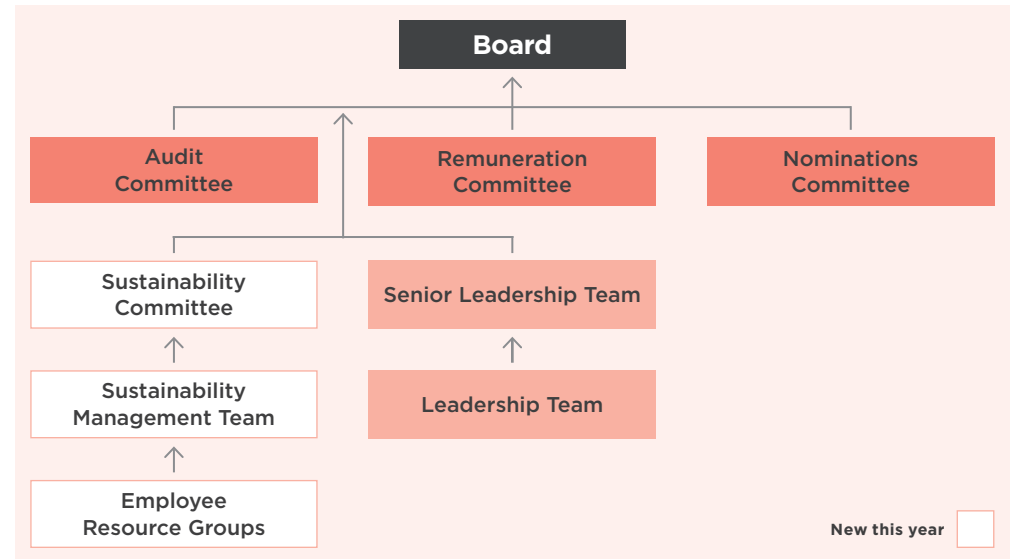 Board
Audit
Committee
Remuneration
Committee
Nominations
Committee
Sustainability
Committee
Senior Leadership Team
Sustainability
Management Team
Leadership Team
Employee
Resource Groups
New this year